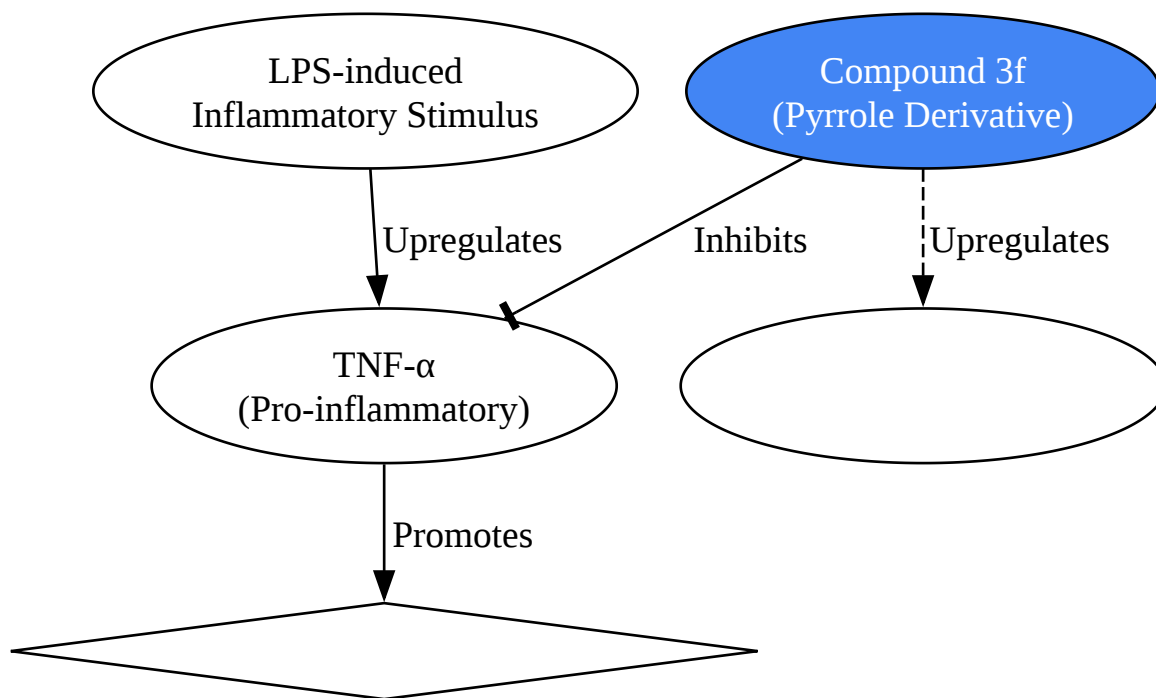 LPS-induced
Inflammatory Stimulus
Compound 3f
(Pyrrole Derivative)
Upregulates
Inhibits
Upregulates
TNF-α
(Pro-inflammatory)
Promotes